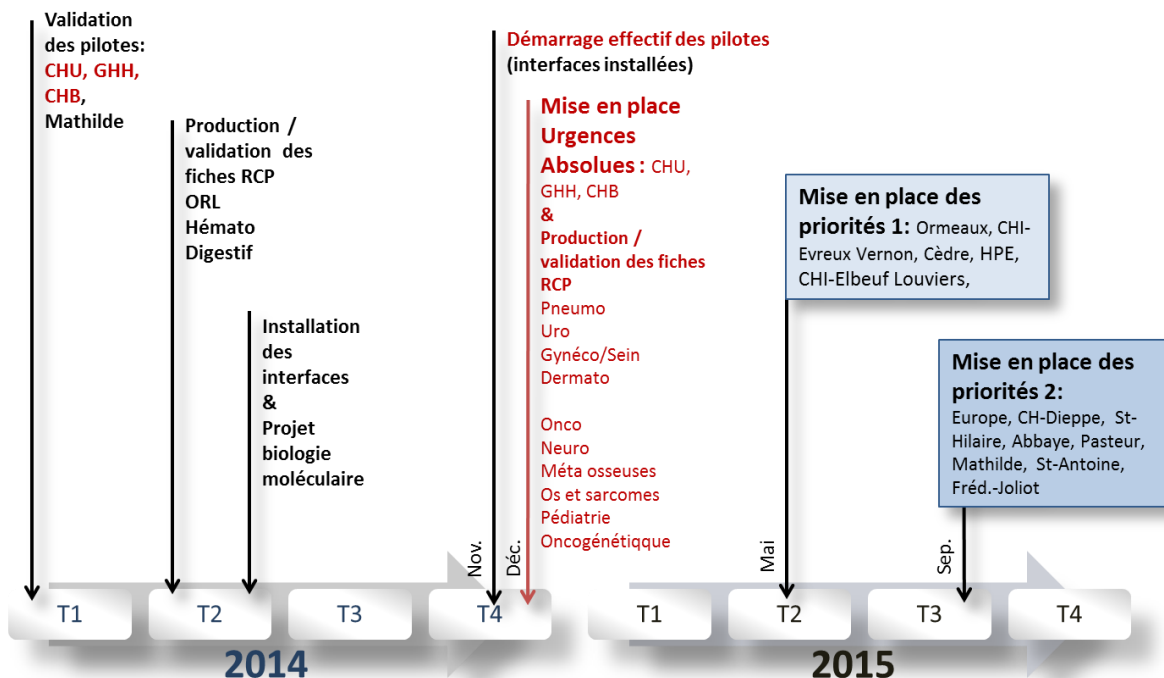 Validation
des pilotes:
CHU, GHH,
CHB,
Mathilde
Production /
validation des
fiches RCP
ORL
Hémato
Digestif
Installation
des
interfaces
&
Projet
biologie
moléculaire
Démarrage effectif des pilotes
(interfaces installées)
Mise en place
Urgences
Absolues : CHU,
GHH, CHB
&
Production /
validation des fiches
RCP
Pneumo
Uro
Gynéco/Sein
Dermato
Onco
Neuro
Méta osseuses
Os et sarcomes
Pédiatrie
Oncogénétiqque
Mise en place des
priorités 1: Ormeaux, CHI-
Evreux Vernon, Cèdre, HPE,
CHI-Elbeuf Louviers,
Mise en place des
priorités 2:
Europe, CH-Dieppe, St-
Hilaire, Abbaye, Pasteur,
Mathilde, St-Antoine,
Fréd.-Joliot
Nov.
Déc.
Mai
Sep.
T1
T2
T3
T4
T1
T2
T3
T4
2014
2015